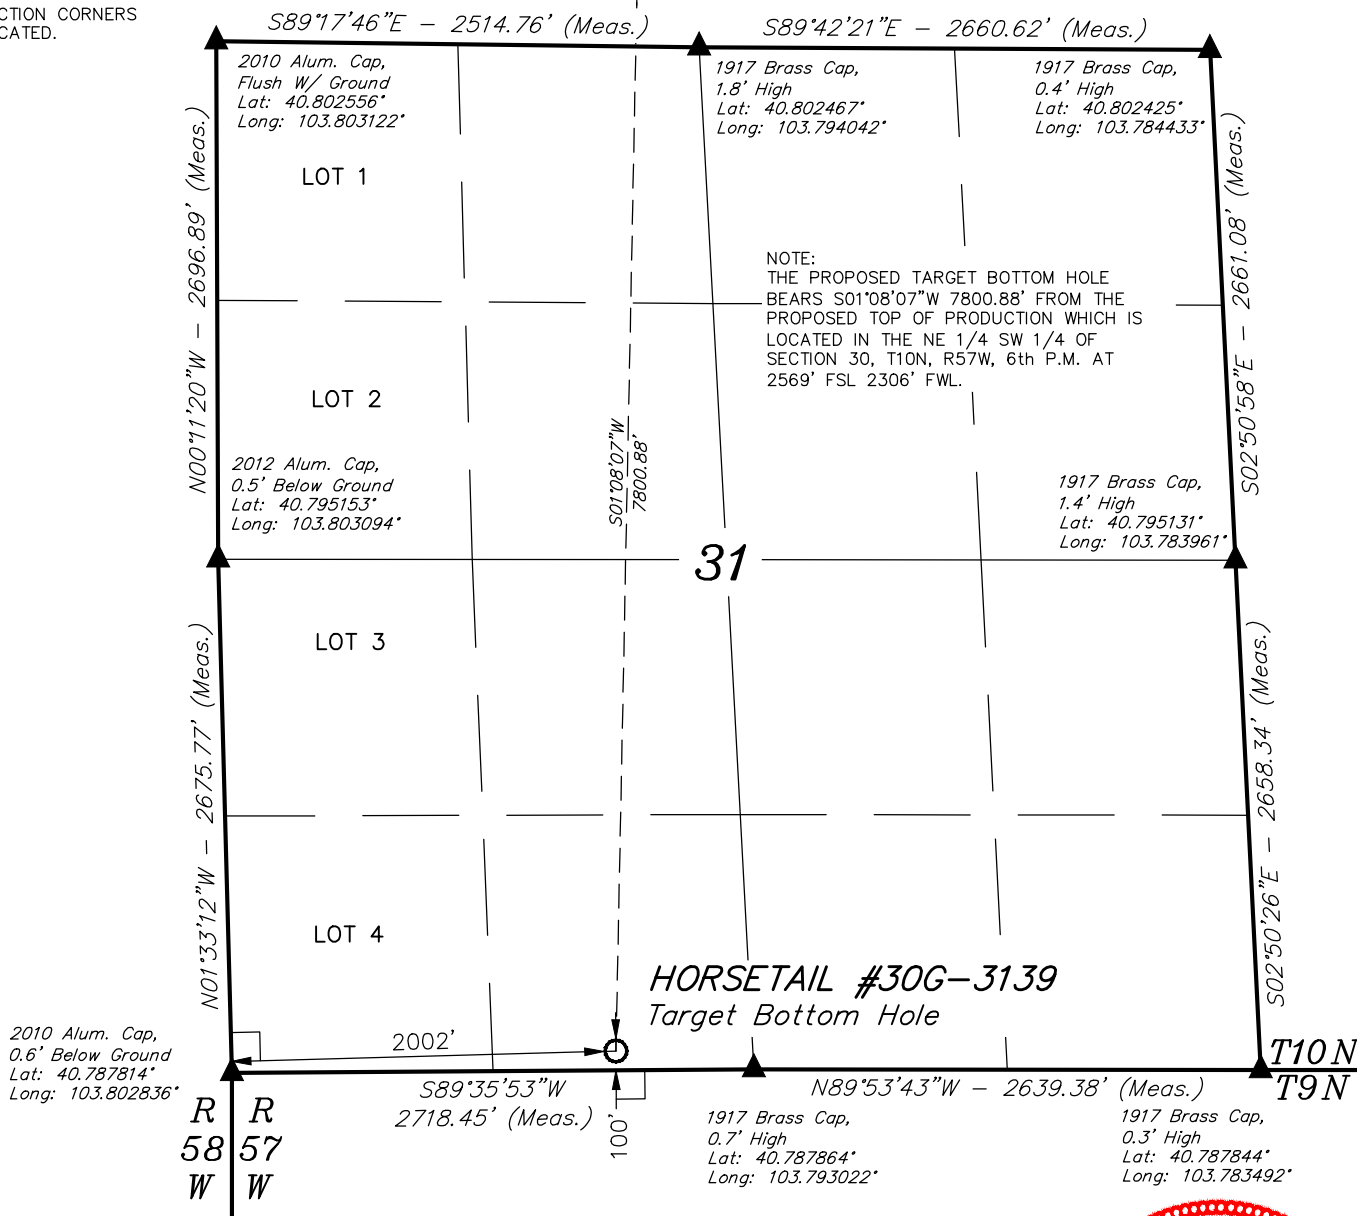 CTION CORNERS
CATED.
S89°17'46"E - 2514.76' (Meas.)
S89°42'21"E - 2660.62' (Meas.)
2010 Alum. Cap,
Flush W/ Ground
Lat: 40.802556°
Long: 103.803122°
1917 Brass Cap,
1.8' High
Lat: 40.802467°
Long: 103.794042°
1917 Brass Cap,
0.4' High
Lat: 40.802425°
Long: 103.784433°
N00°11'20"W - 2696.89' (Meas.)
S02°50'58"E - 2661.08' (Meas.)
LOT 1
NOTE:
THE PROPOSED TARGET BOTTOM HOLE
BEARS S01°08'07"W 7800.88' FROM THE
PROPOSED TOP OF PRODUCTION WHICH IS
LOCATED IN THE NE 1/4 SW 1/4 OF
SECTION 30, T10N, R57W, 6th P.M. AT
2569' FSL 2306' FWL.
LOT 2
S01°08'07"W
7800.88'
2012 Alum. Cap,
0.5' Below Ground
Lat: 40.795153°
Long: 103.803094°
1917 Brass Cap,
1.4' High
Lat: 40.795131°
Long: 103.783961°
31
LOT 3
N01°33'12"W - 2675.77' (Meas.)
S02°50'26"E - 2658.34' (Meas.)
LOT 4
HORSETAIL #30G-3139
Target Bottom Hole
2010 Alum. Cap,
0.6' Below Ground
Lat: 40.787814°
Long: 103.802836°
2002'
T10N
T9N
S89°35'53"W
2718.45' (Meas.)
N89°53'43"W - 2639.38' (Meas.)
100'
R R
58 57
W W
1917 Brass Cap,
0.7' High
Lat: 40.787864°
Long: 103.793022°
1917 Brass Cap,
0.3' High
Lat: 40.787844°
Long: 103.783492°